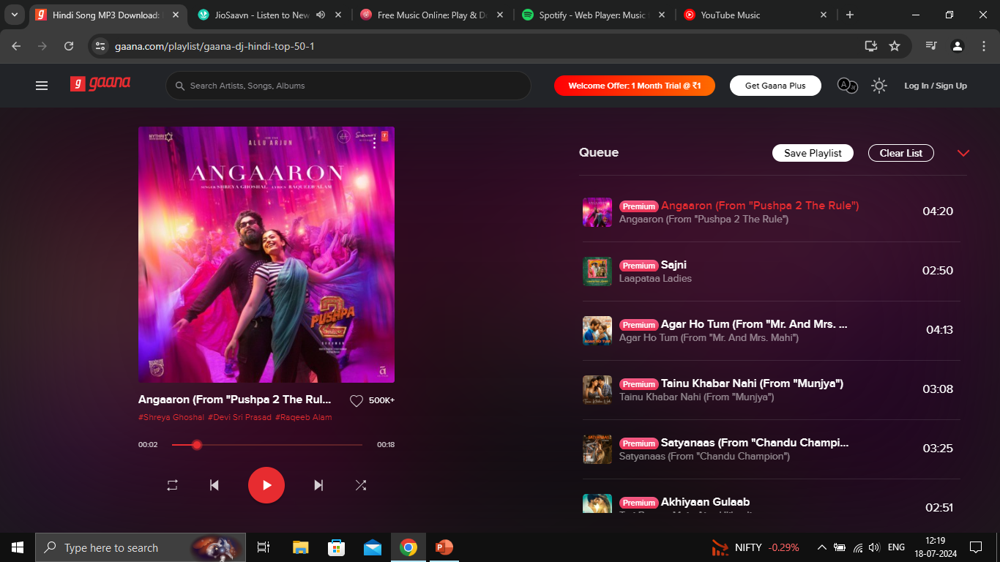 Hindi Song MP3 Download:
JioSaavn - Listen to New
Free Music Online: Play & Do
Spotify - Web Player: Music
YouTube Music
gaana.com/playlist/gaana-dj-hindi-top-50-1
gaana
Search Artists, Songs, Albums
Welcome Offer: 1 Month Trial @ ₹1
Get Gaana Plus
Log In / Sign Up
MYTHRI
ALLU ARJUN
ANGAARON
SINGER SHREYA GHOSHAL LYRICS RAQUEEB ALAM
PUSHPA
2
SUKUMAR
Angaaron (From "Pushpa 2 The Rul...
500K+
#Shreya Ghoshal #Devi Sri Prasad #Raqeeb Alam
00:02
00:18
Queue
Save Playlist
Clear List
Premium Angaaron (From "Pushpa 2 The Rule")
Angaaron (From "Pushpa 2 The Rule")
04:20
Premium Sajni
Laapataa Ladies
02:50
Premium Agar Ho Tum (From "Mr. And Mrs. ...
Agar Ho Tum (From "Mr. And Mrs. Mahi")
04:13
Premium Tainu Khabar Nahi (From "Munjya")
Tainu Khabar Nahi (From "Munjya")
03:08
Premium Satyanaas (From "Chandu Champi...
Satyanaas (From "Chandu Champion")
03:25
Premium Akhiyaan Gulaab
02:51
Type here to search
NIFTY -0.29%
ENG
12:19
18-07-2024